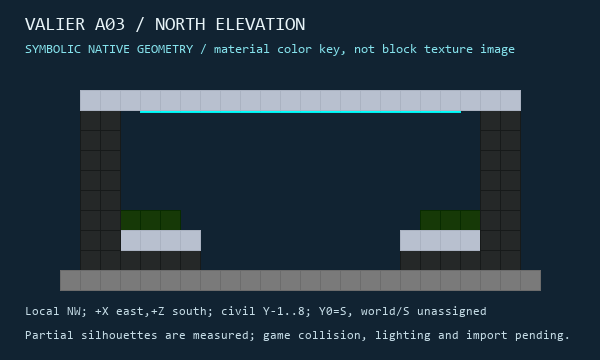 VALIER A03 / NORTH ELEVATION
SYMBOLIC NATIVE GEOMETRY / material color key, not block texture image
Local NW; +X east,+Z south; civil Y-1..8; Y0=S, world/S unassigned
Partial silhouettes are measured; game collision, lighting and import pending.